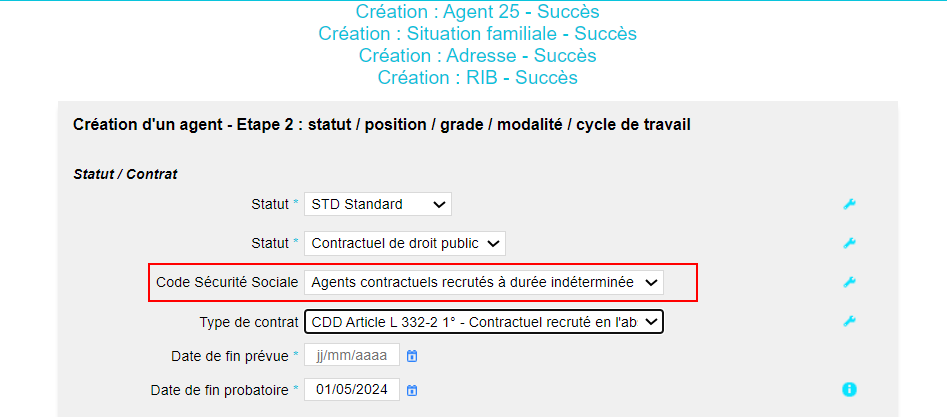 Création : Agent 25 - Succès
Création : Situation familiale - Succès
Création : Adresse - Succès
Création : RIB - Succès
Création d'un agent - Etape 2 : statut / position / grade / modalité / cycle de travail
Statut / Contrat
Statut * STD Standard
Statut * Contractuel de droit public
Code Sécurité Sociale Agents contractuels recrutés à durée indéterminée
Type de contrat CDD Article L 332-2 1° - Contractuel recruté en l'ab
Date de fin prévue * jj/mm/aaaa
Date de fin probatoire * 01/05/2024